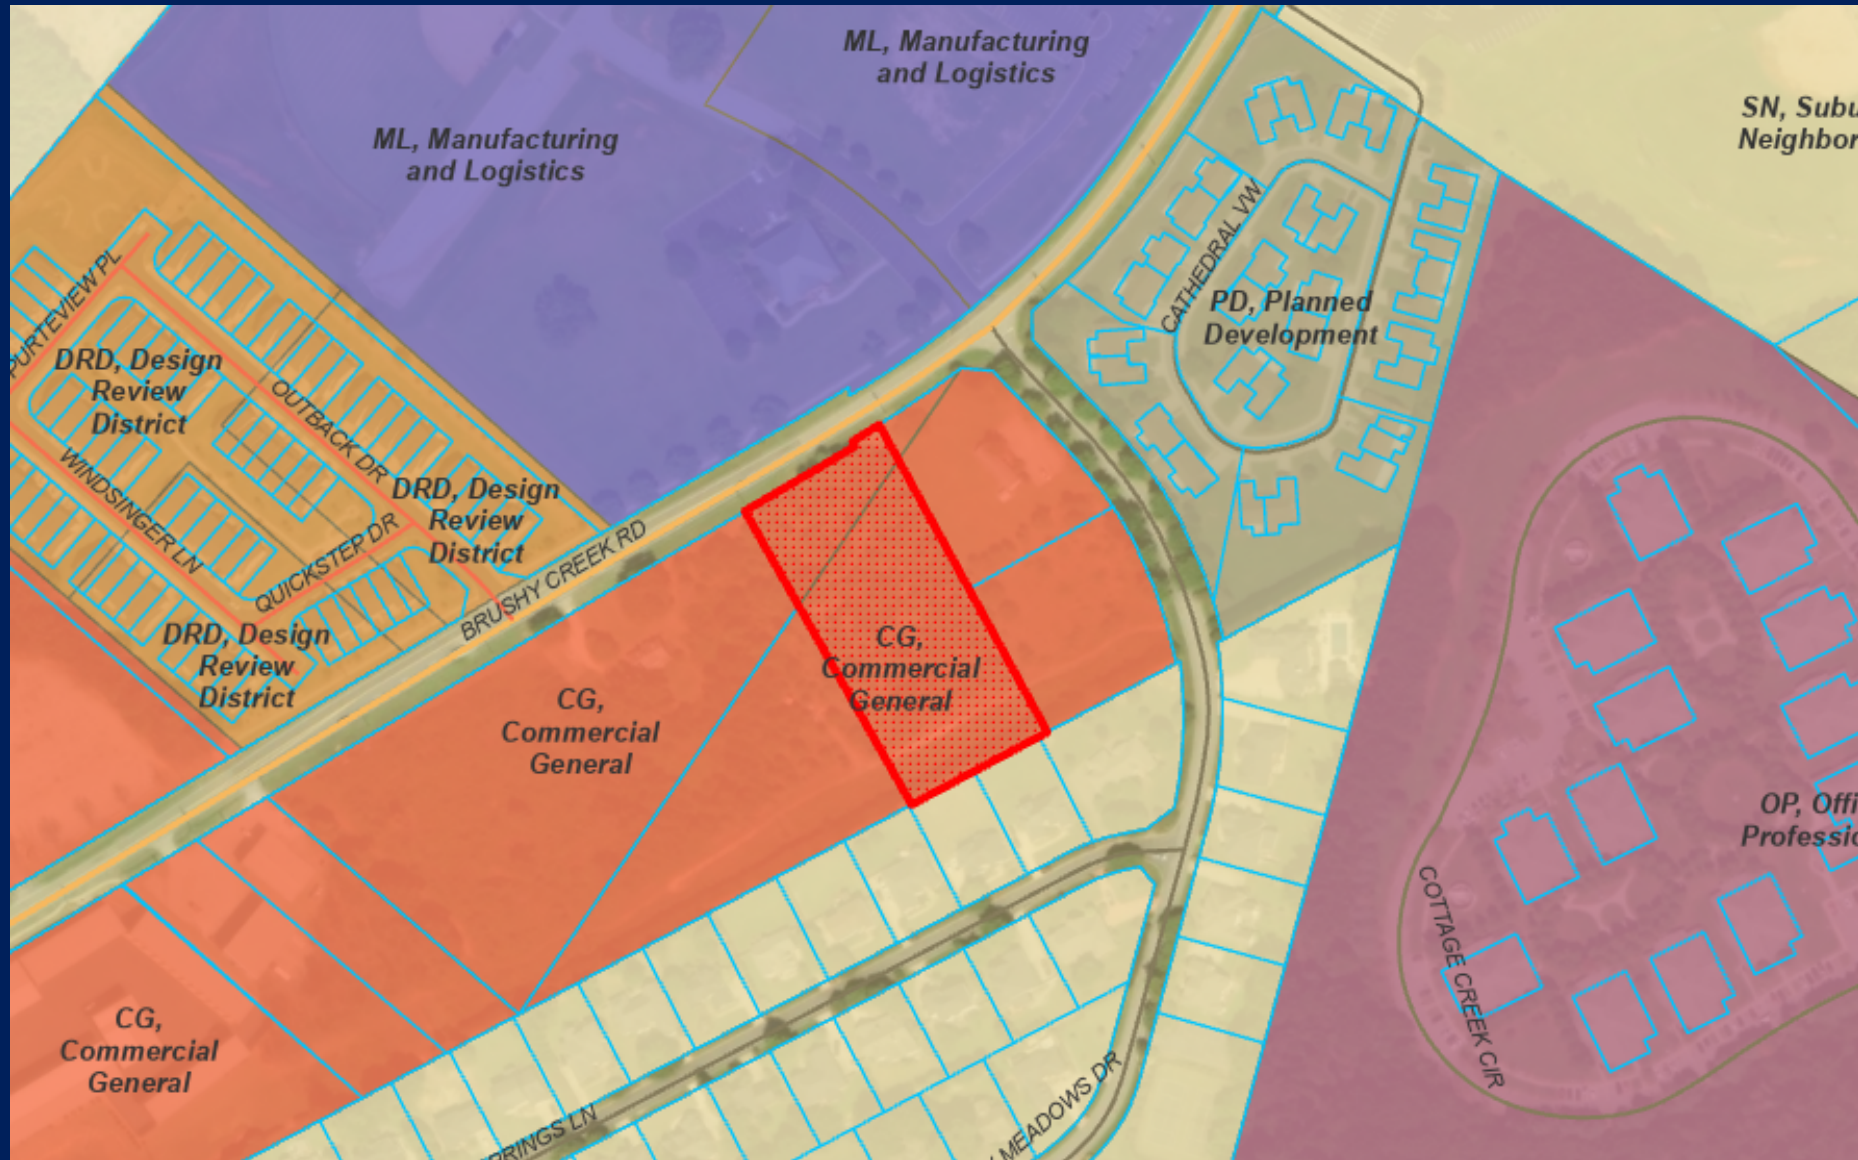 ML, Manufacturing
and Logistics
ML, Manufacturing
and Logistics
SN, Subu
Neighbor
CATHEDRAL VW
PD, Planned
Development
PURTEVIEW PL
DRD, Design
Review
District
OUTBACK DR
WINDSINGER LN
DRD, Design
Review
District
QUICKSTEP DR
BRUSHY CREEK RD
DRD, Design
Review
District
CG,
Commercial
General
CG,
Commercial
General
OP, Offi
Professio
COTTAGE CREEK CIR
CG,
Commercial
General
PRINGS LN
MEADOWS DR